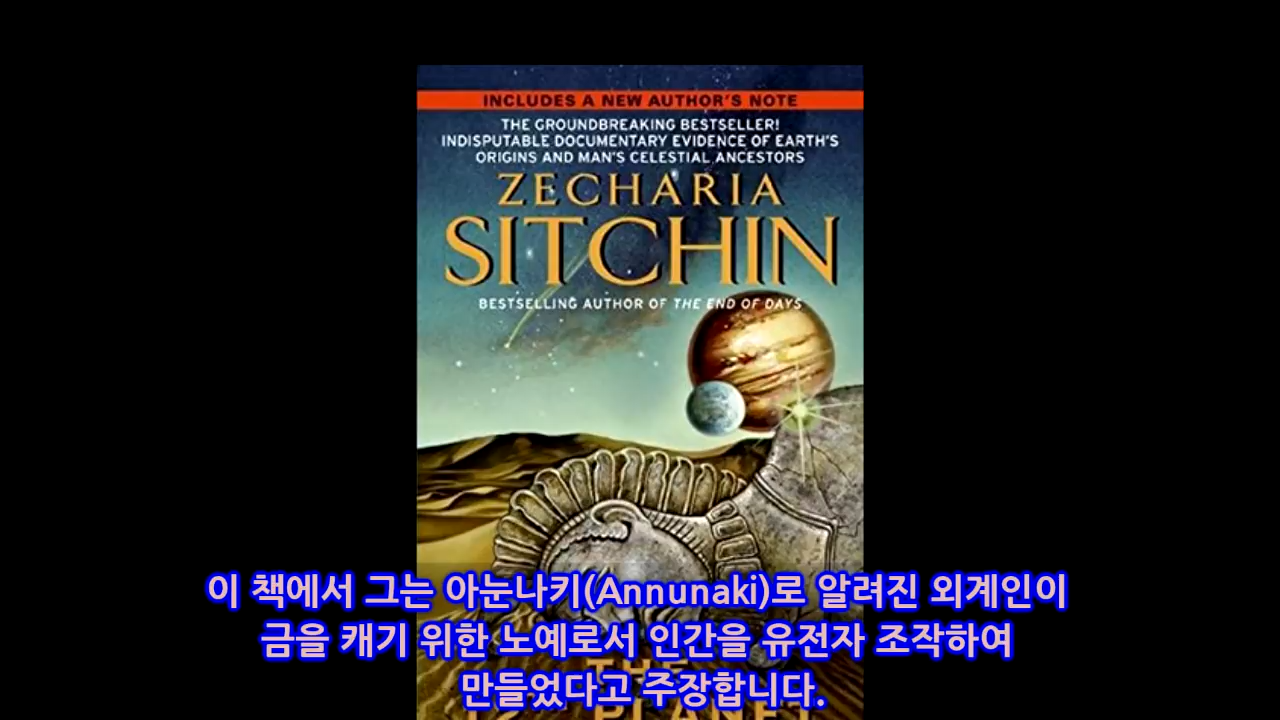 INCLUDES A NEW AUTHOR'S NOTE
THE GROUNDBREAKING BESTSELLER!
INDISPUTABLE DOCUMENTARY EVIDENCE OF EARTH'S
ORIGINS AND MAN'S CELESTIAL ANCESTORS
ZECHARIA
SITCHIN
BESTSELLING AUTHOR OF THE END OF DAYS
이 책에서 그는 아눈나키(Annunaki)로 알려진 외계인이
금을 캐기 위한 노예로서 인간을 유전자 조작하여
THE
만들었다고 주장합니다.
PLANET